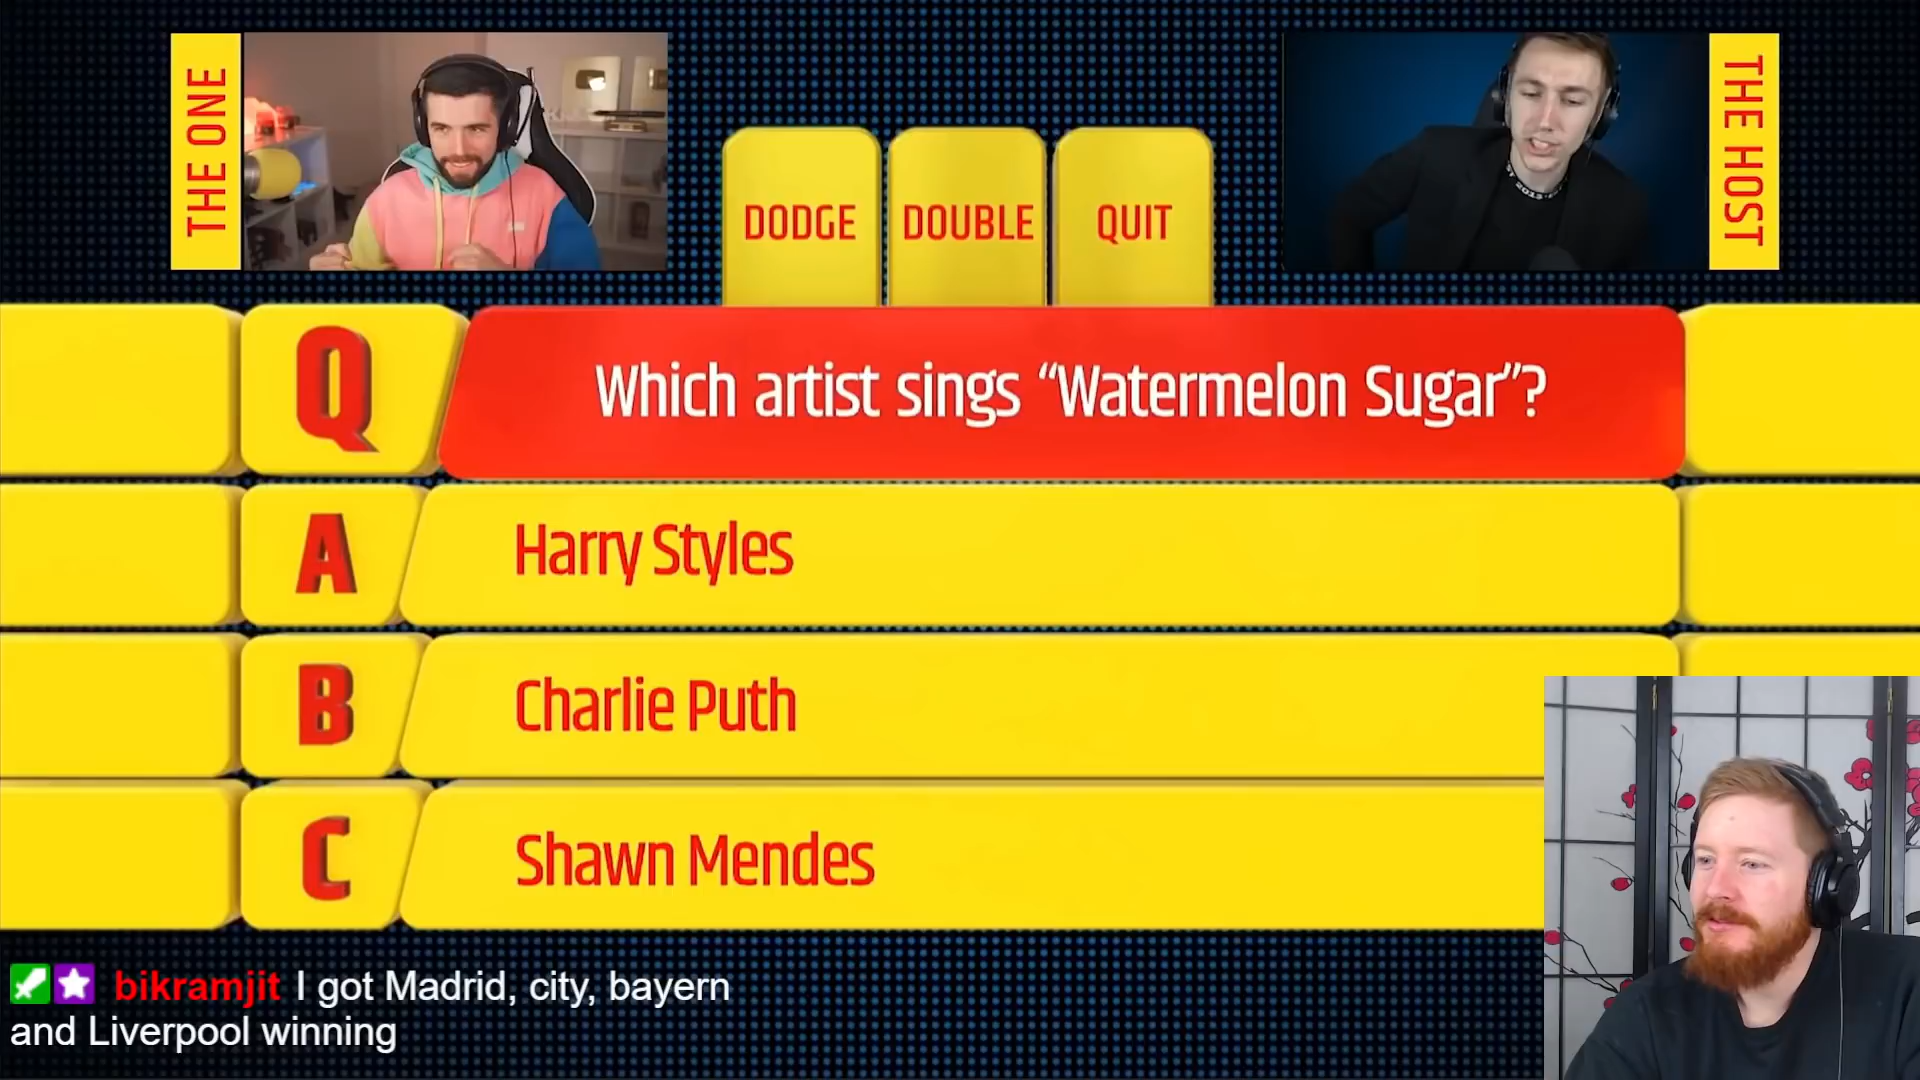 THE ONE
THE HOST
DODGE
DOUBLE
QUIT
Q
Which artist sings “Watermelon Sugar”?
A
Harry Styles
B
Charlie Puth
C
Shawn Mendes
bikramjit I got Madrid, city, bayern
and Liverpool winning